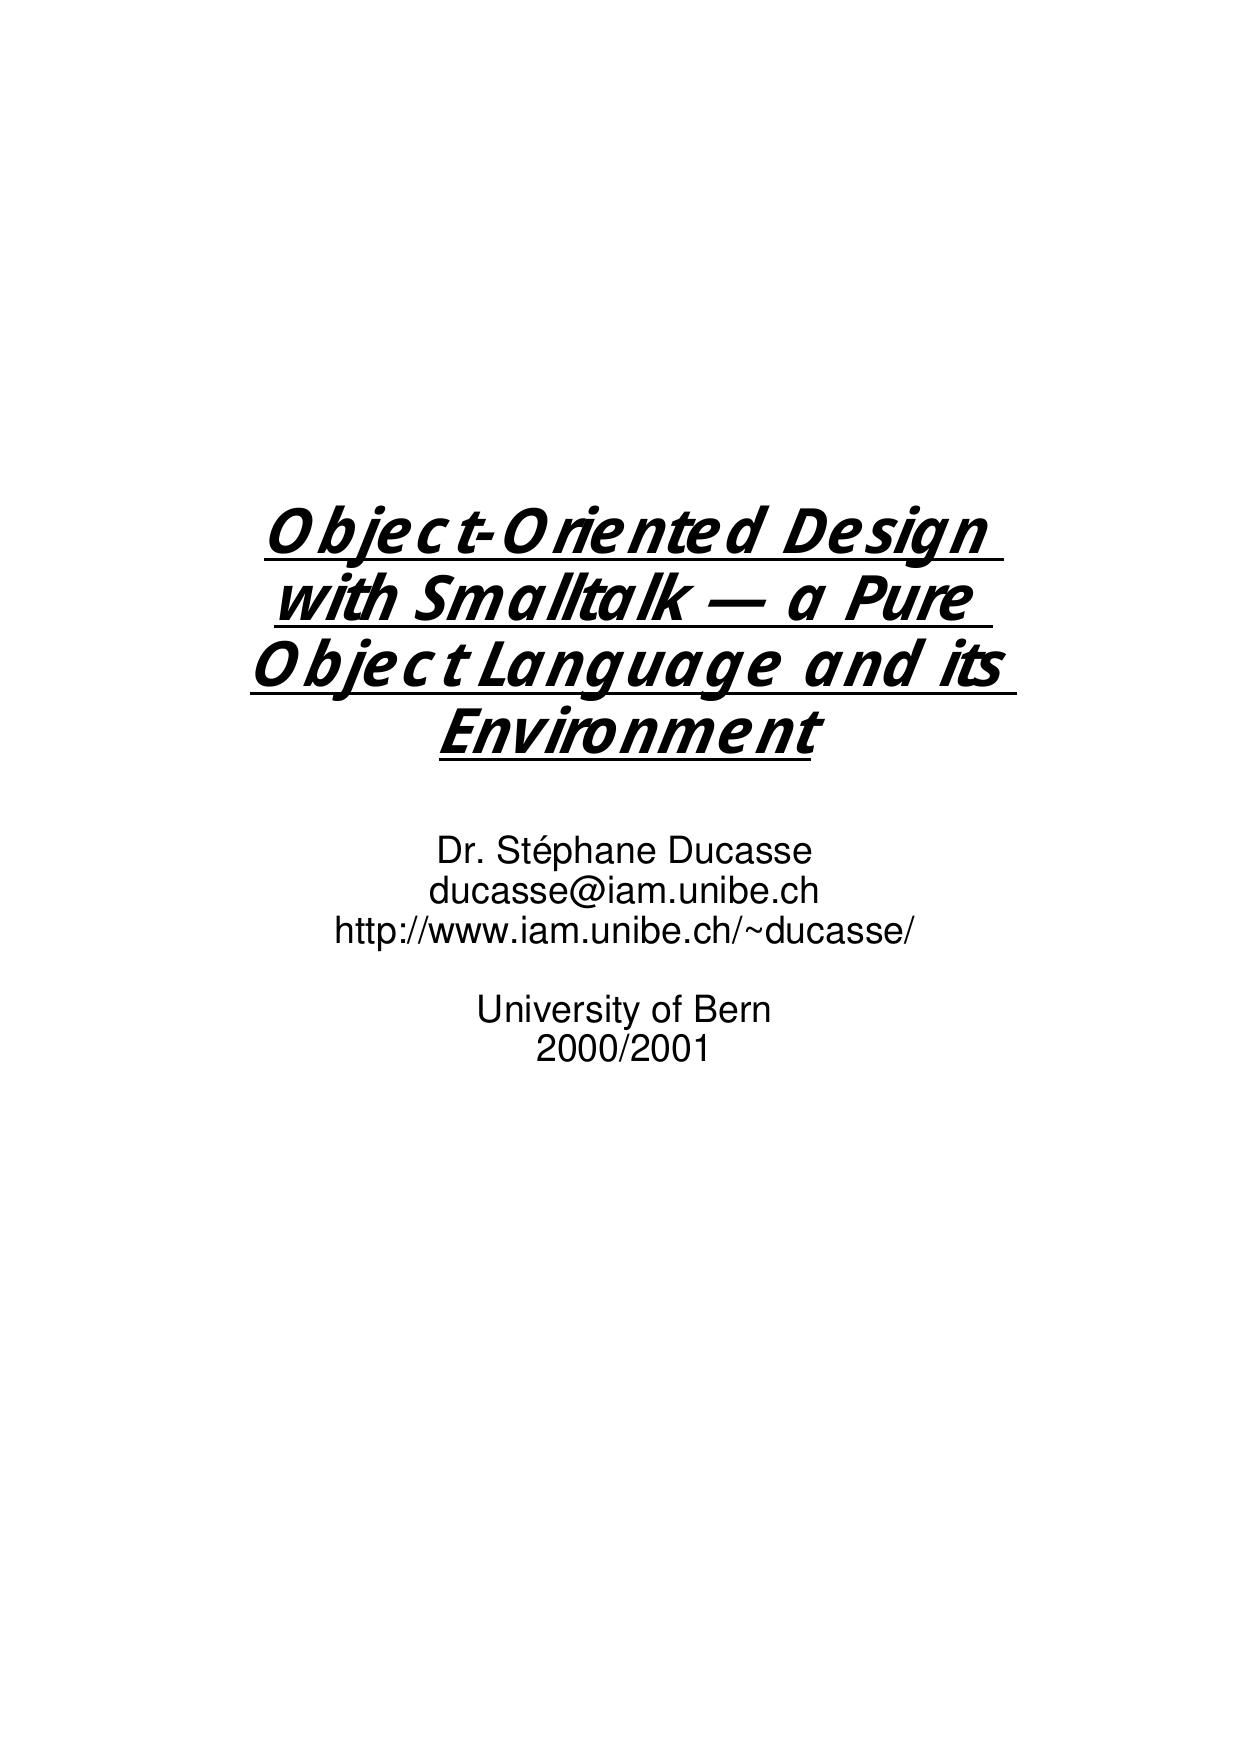 Object-Oriented Design
with Smalltalk — a Pure
Object Language and its
Environment
Dr. Stéphane Ducasse
ducasse@iam.unibe.ch
http://www.iam.unibe.ch/~ducasse/
University of Bern
2000/2001